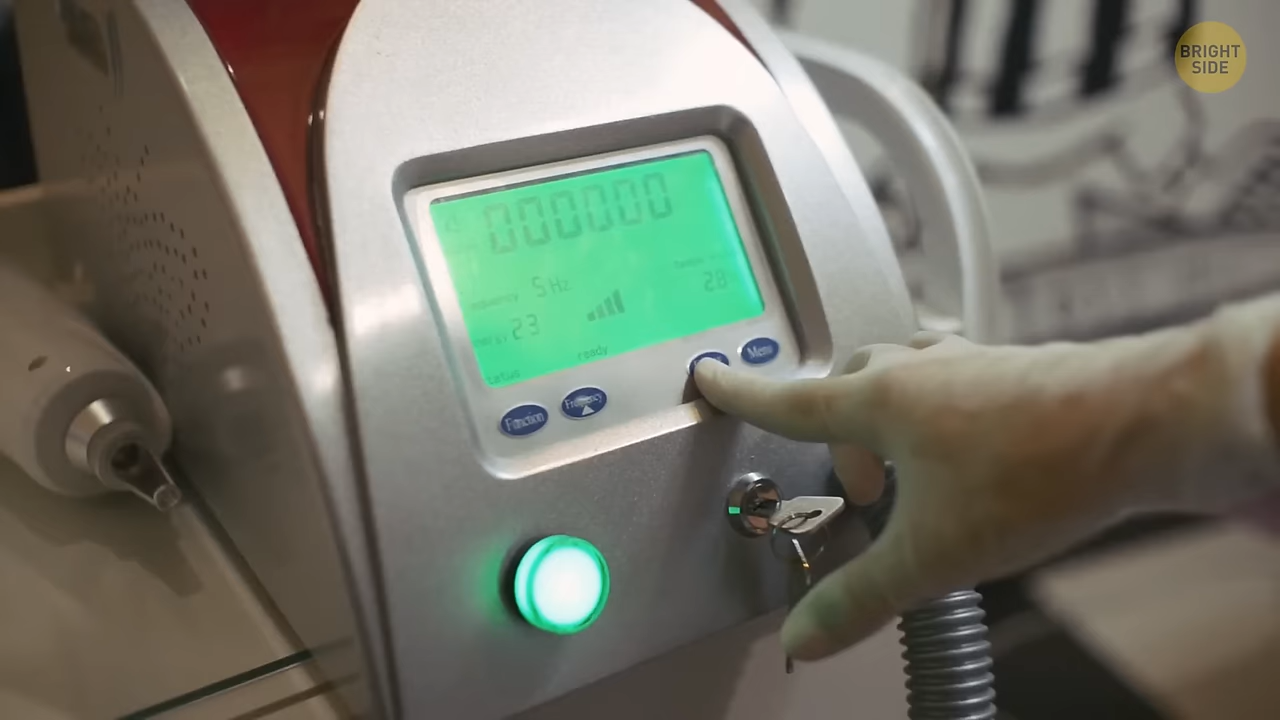 BRIGHT
SIDE
000000
5Hz
28
23
ready
Function
Frequency
Menu